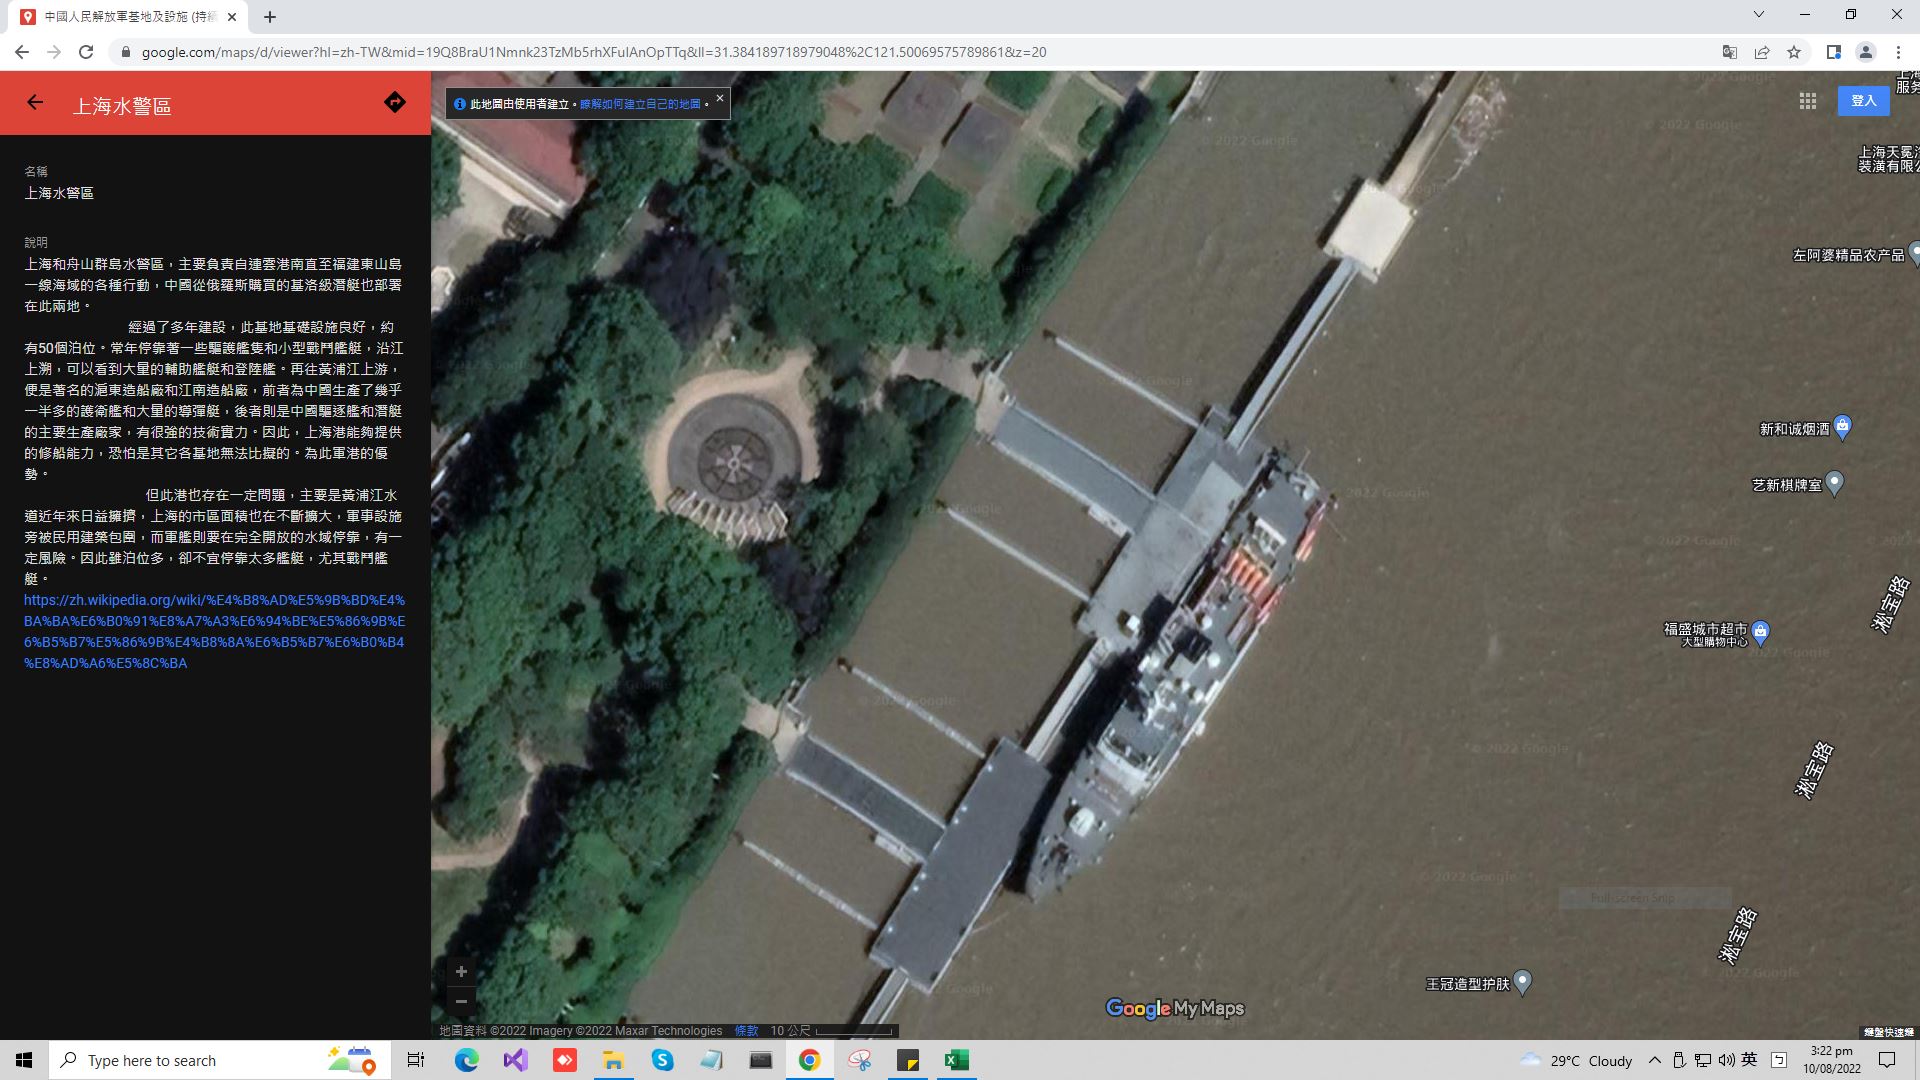 中國人民解放軍基地及設施 (持續
google.com/maps/d/viewer?hl=zh-TW&mid=19Q8BraU1Nmnk23TzMb5rhXFulAnOpTTq&ll=31.384189718979048%2C121.50069575789861&z=20
上海水警區
此地圖由使用者建立。瞭解如何建立自己的地圖。
登入
名稱
上海水警區
說明
上海和舟山群島水警區，主要負責自連雲港南直至福建東山島
一線海域的各種行動，中國從俄羅斯購買的基洛級潛艇也部署
在此兩地。
經過了多年建設，此基地基礎設施良好，約
有50個泊位。常年停靠著一些驅護艦隻和小型戰鬥艦艇，沿江
上溯，可以看到大量的輔助艦艇和登陸艦。再往黃浦江上游，
便是著名的滬東造船廠和江南造船廠，前者為中國生產了幾乎
一半多的護衛艦和大量的導彈艇，後者則是中國驅逐艦和潛艇
的主要生產廠家，有很強的技術實力。因此，上海港能夠提供
的修船能力，恐怕是其它各基地無法比擬的。為此軍港的優
勢。
但此港也存在一定問題，主要是黃浦江水
道近年來日益擁擠，上海的市區面積也在不斷擴大，軍事設施
旁被民用建築包圍，而軍艦則要在完全開放的水域停靠，有一
定風險。因此雖泊位多，卻不宜停靠太多艦艇，尤其戰鬥艦
艇。
https://zh.wikipedia.org/wiki/%E4%B8%AD%E5%9B%BD%E4%
BA%BA%E6%B0%91%E8%A7%A3%E6%94%BE%E5%86%9B%E
6%B5%B7%E5%86%9B%E4%B8%8A%E6%B5%B7%E6%B0%B4
%E8%AD%A6%E5%8C%BA
上海
服务
上海天冕汽
装潢有限公
左阿婆精品农产品
新和诚烟酒
艺新棋牌室
淞宝路
福盛城市超市
大型購物中心
淞宝路
Full-screen Snip
淞宝路
王冠造型护肤
Google My Maps
地圖資料 ©2022 Imagery ©2022 Maxar Technologies 條款 10 公尺
鍵盤快速鍵
Type here to search
29°C Cloudy
英
3:22 pm
10/08/2022